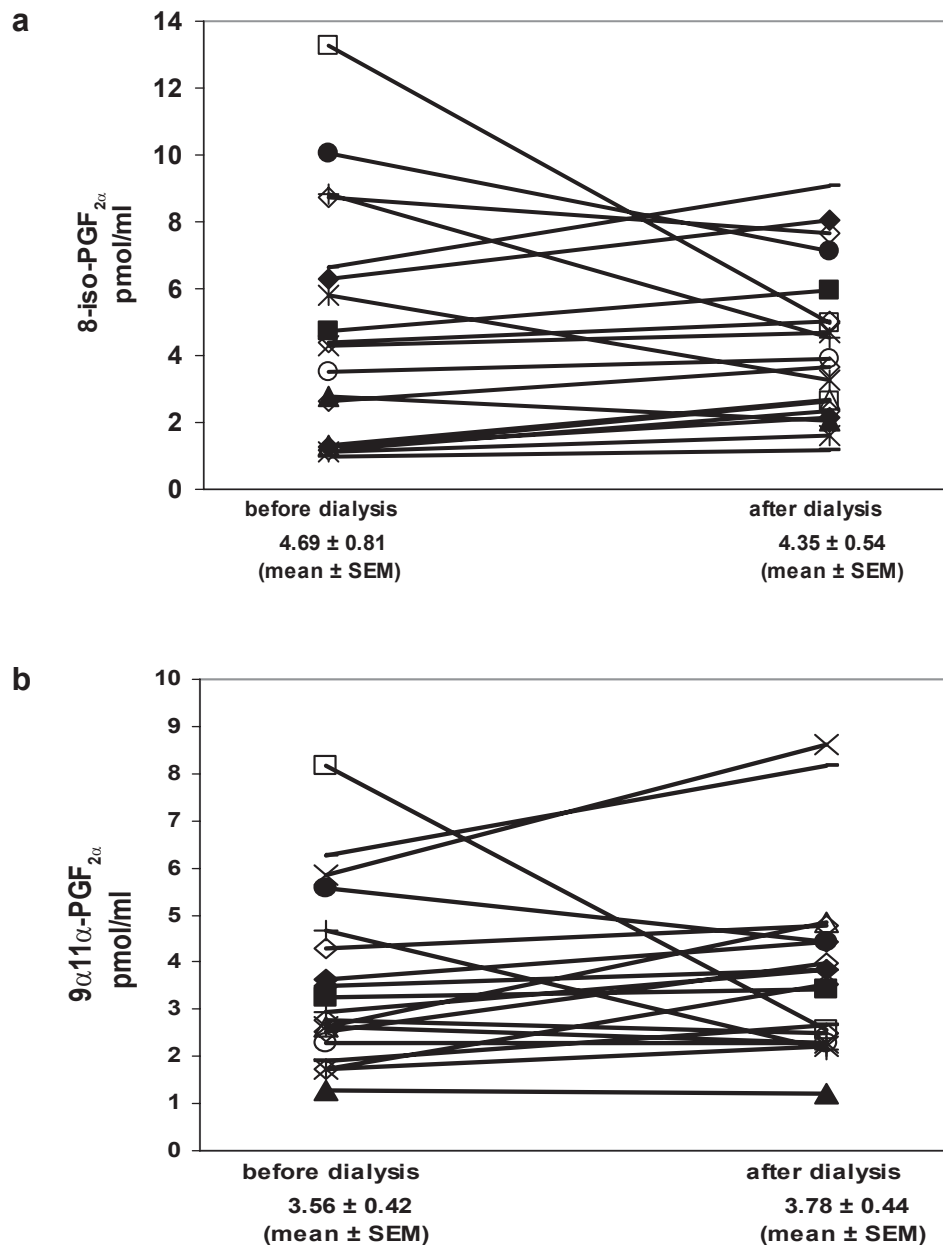 a
8-iso-PGF2α
pmol/ml
14
12
10
8
6
4
2
0
before dialysis
4.69 ± 0.81
(mean ± SEM)
after dialysis
4.35 ± 0.54
(mean ± SEM)
b
9α11α-PGF2α
pmol/ml
10
9
8
7
6
5
4
3
2
1
0
before dialysis
3.56 ± 0.42
(mean ± SEM)
after dialysis
3.78 ± 0.44
(mean ± SEM)